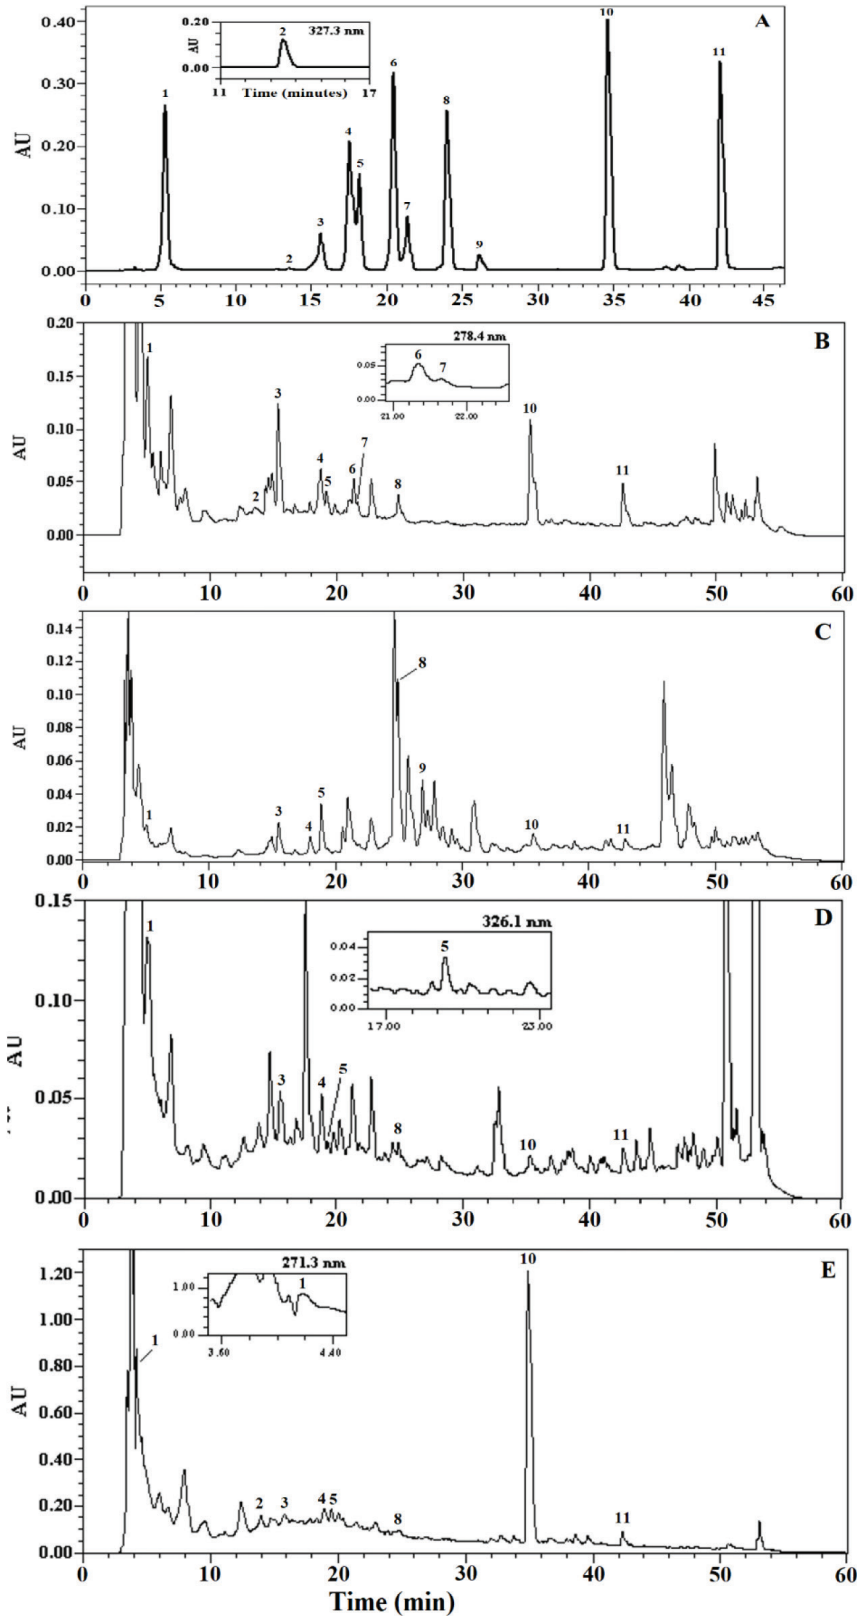 A
0.40
0.30
0.20
0.10
0.00
AU
0.20
0.00
AU
2
327.3 nm
11 Time (minutes) 17
1 2 3 4 5 6 7 8 9 10 11
0 5 10 15 20 25 30 35 40 45
B
0.20
0.15
0.10
0.05
0.00
AU
278.4 nm
0.05
0.00
6 7
21.00 22.00
1 2 3 4 5 6 7 8 10 11
0 10 20 30 40 50 60
C
0.14
0.12
0.10
0.08
0.06
0.04
0.02
0.00
AU
1 3 4 5 8 9 10 11
0 10 20 30 40 50 60
D
0.15
0.10
0.05
0.00
AU
326.1 nm
0.04
0.02
0.00
5
17.00 23.00
1 3 4 5 8 10 11
0 10 20 30 40 50 60
E
1.20
1.00
0.80
0.60
0.40
0.20
0.00
AU
271.3 nm
1.00
0.00
1
3.60 4.40
1 2 3 4 5 8 10 11
0 10 20 30 40 50 60
Time (min)